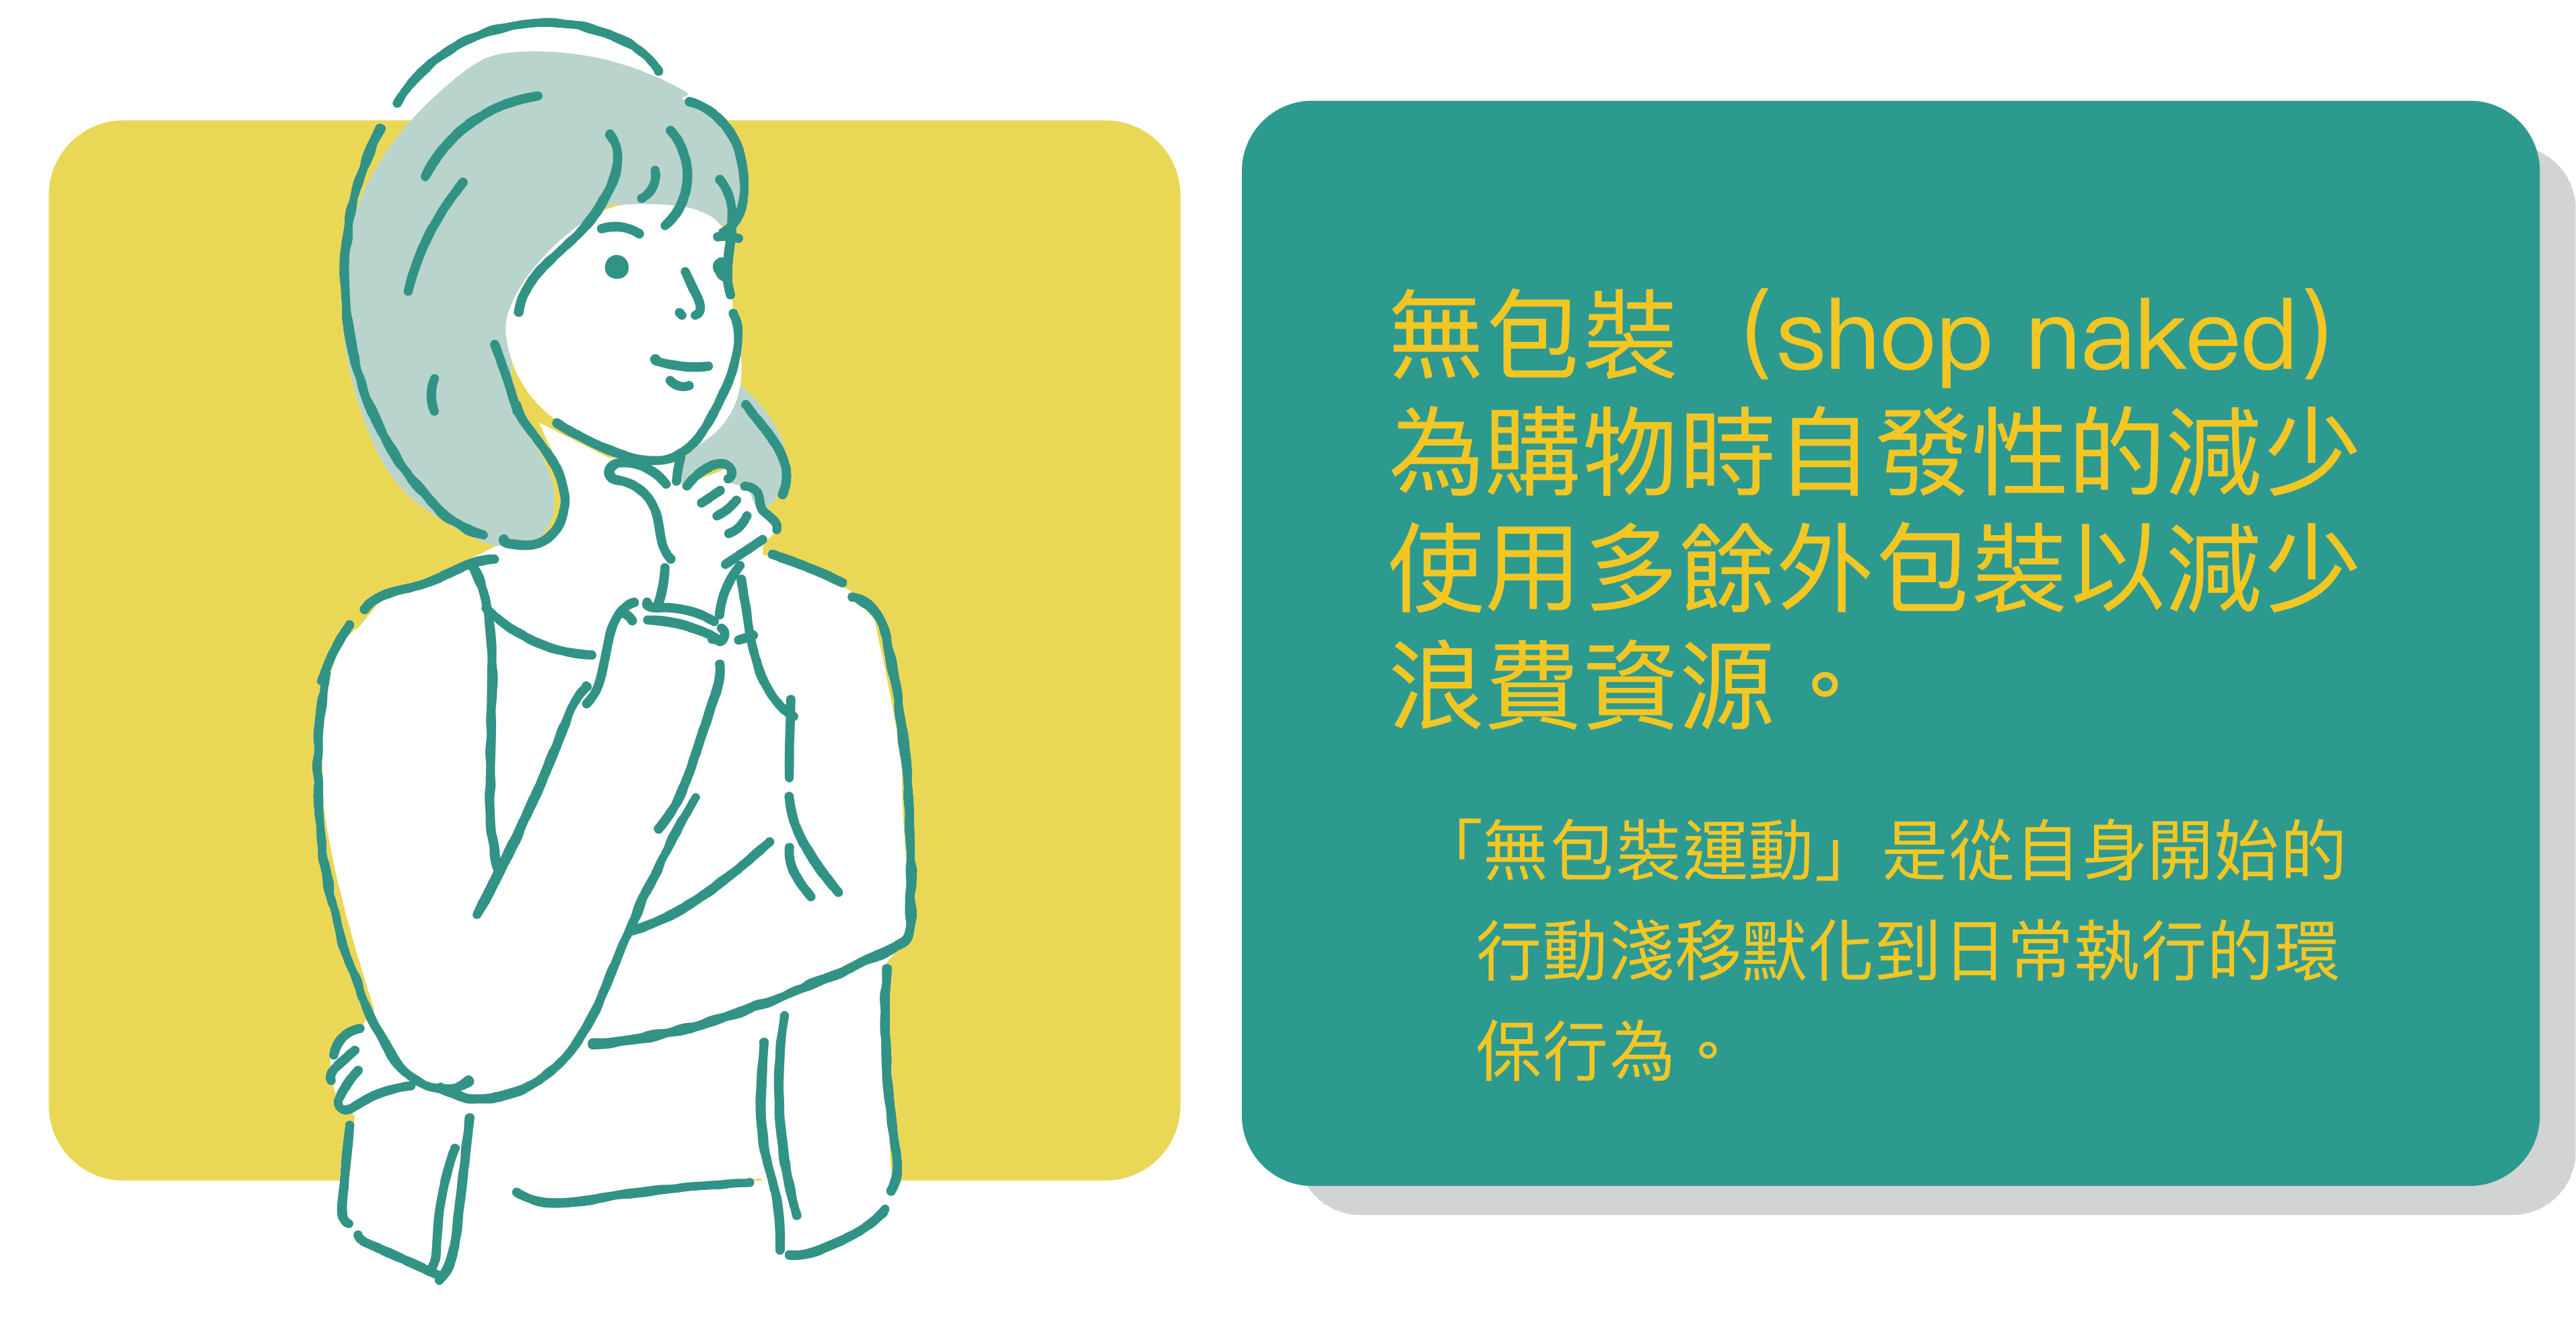 無包裝（shop naked）
為購物時自發性的減少
使用多餘外包裝以減少
浪費資源。
「無包裝運動」是從自身開始的
行動淺移默化到日常執行的環
保行為。